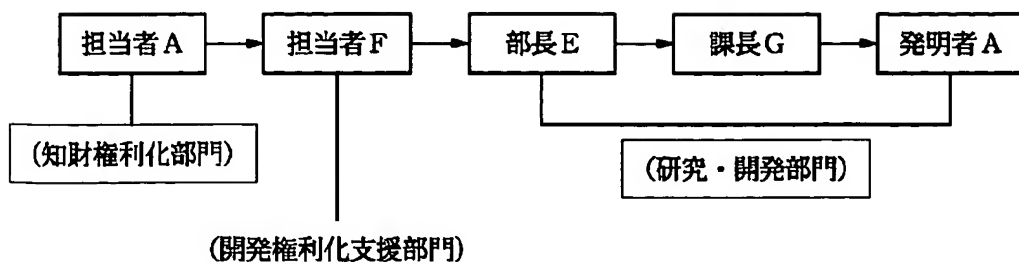 担当者A
担当者F
部長E
課長G
発明者A
(知財権利化部門)
(研究・開発部門)
(開発権利化支援部門)